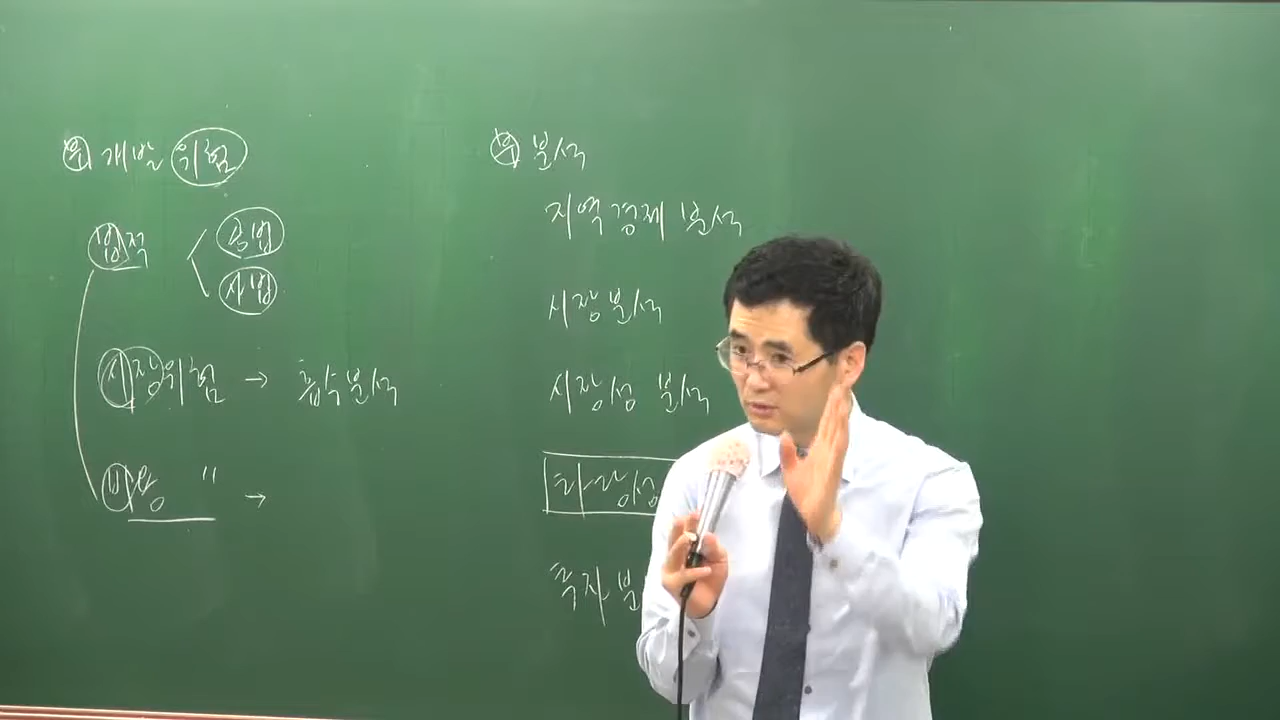 개발 위험
법적
공법
사법
시장위험 → 흡수분석
비용 " →
분석
지역경제 분석
시장분석
시장성 분석
타당성
투자 분